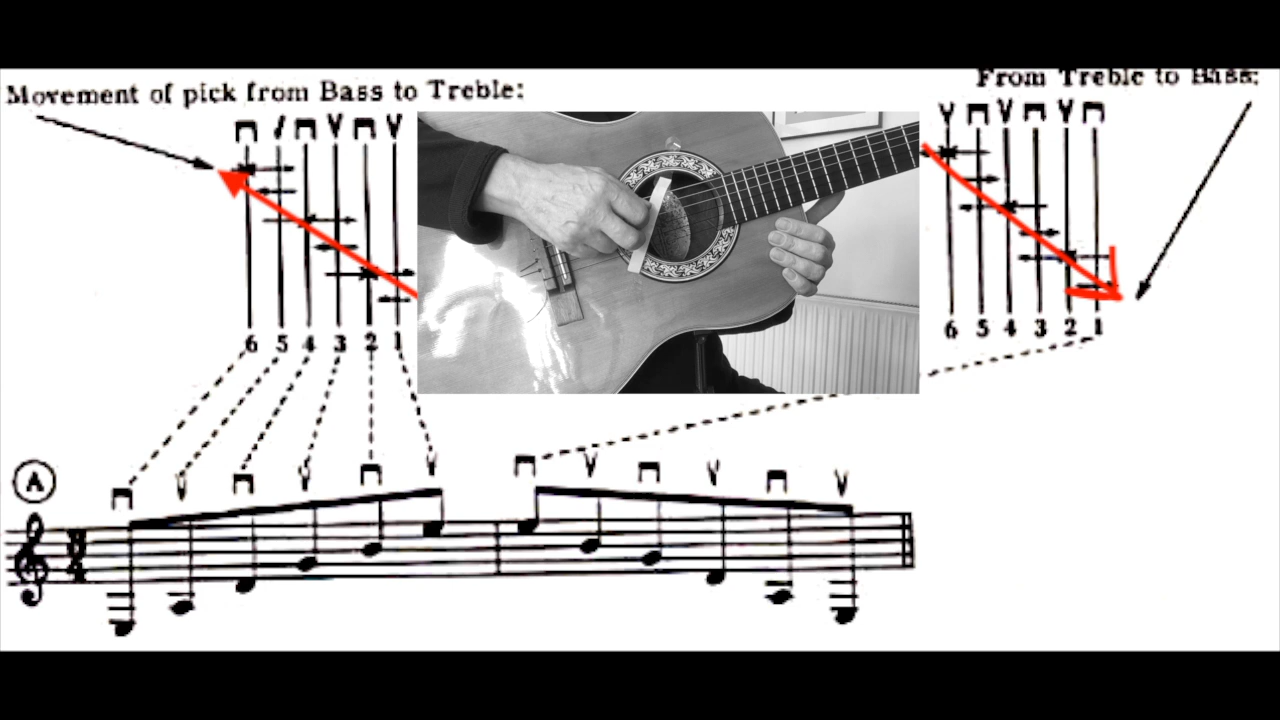 Movement of pick from Bass to Treble:
From Treble to Bass:
6 5 4 3 2 1
6 5 4 3 2 1
A